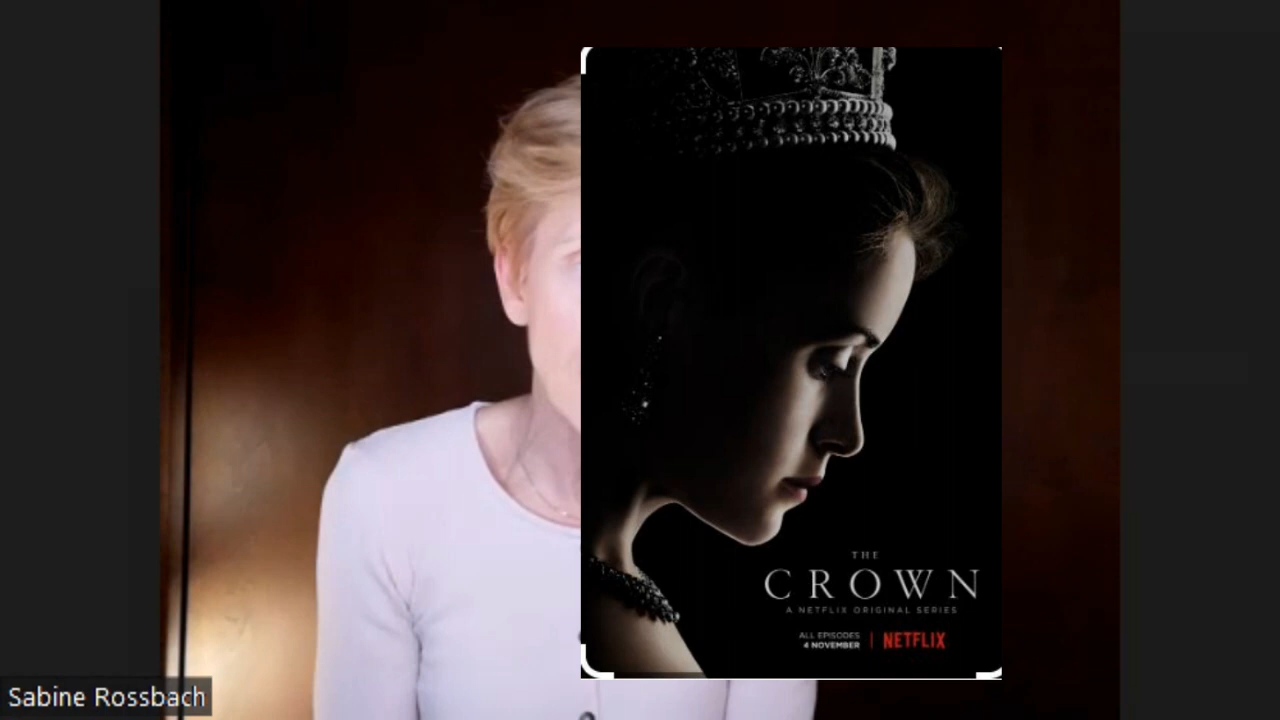 THE
CROWN
A NETFLIX ORIGINAL SERIES
ALL EPISODES
4 NOVEMBER
NETFLIX
Sabine Rossbach